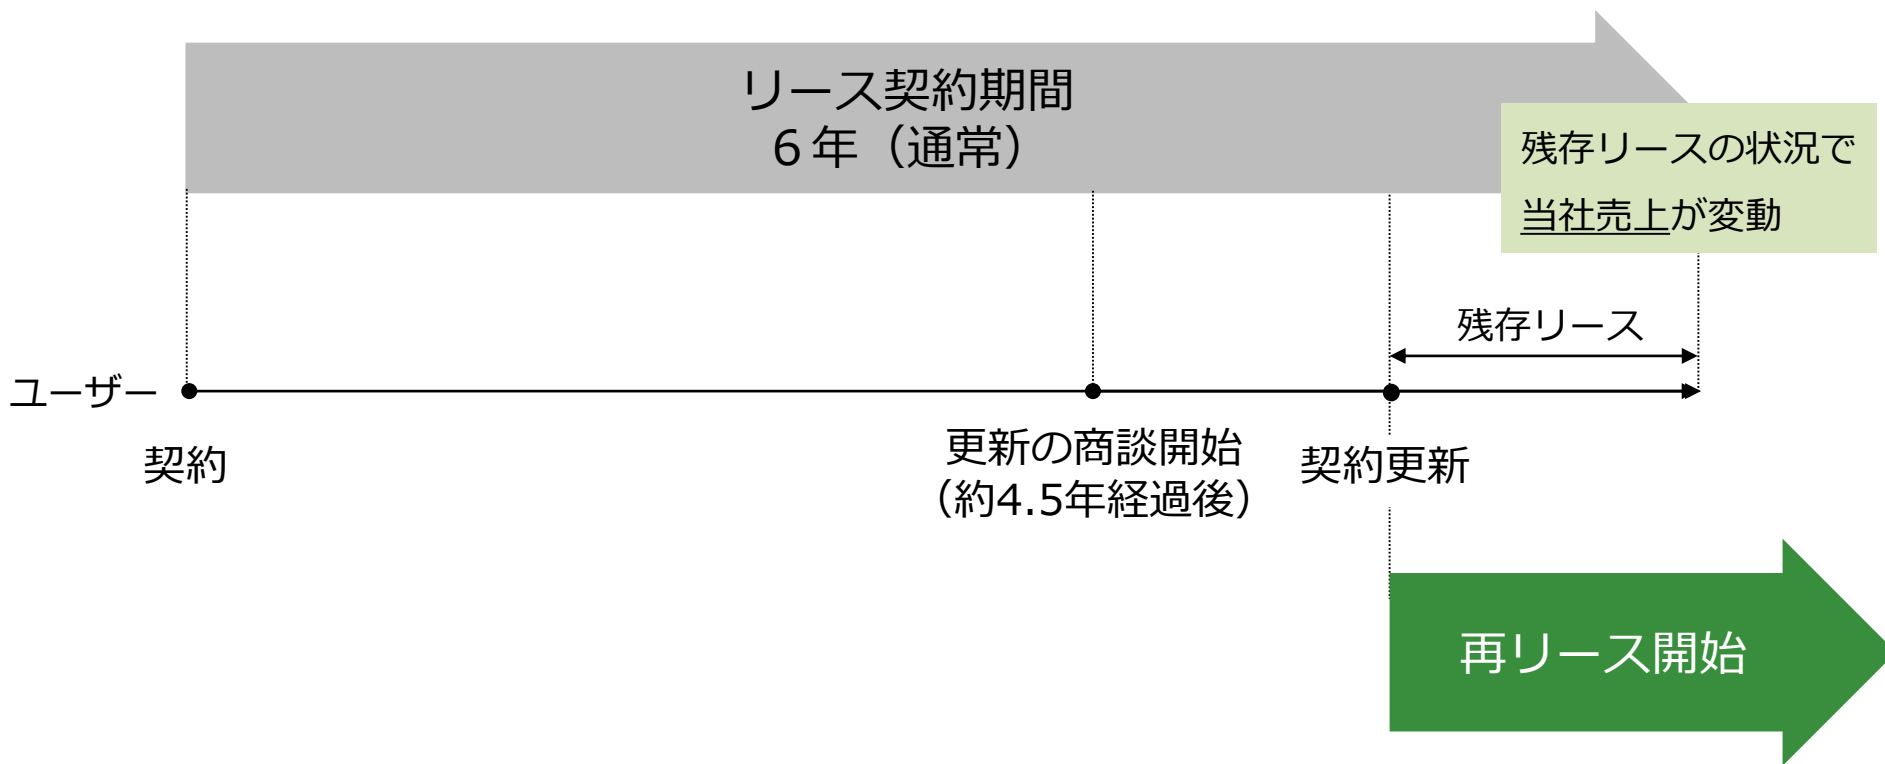 リース契約期間
６年（通常）
残存リースの状況で
当社売上が変動
残存リース
ユーザー
契約
更新の商談開始
（約4.5年経過後）
契約更新
再リース開始